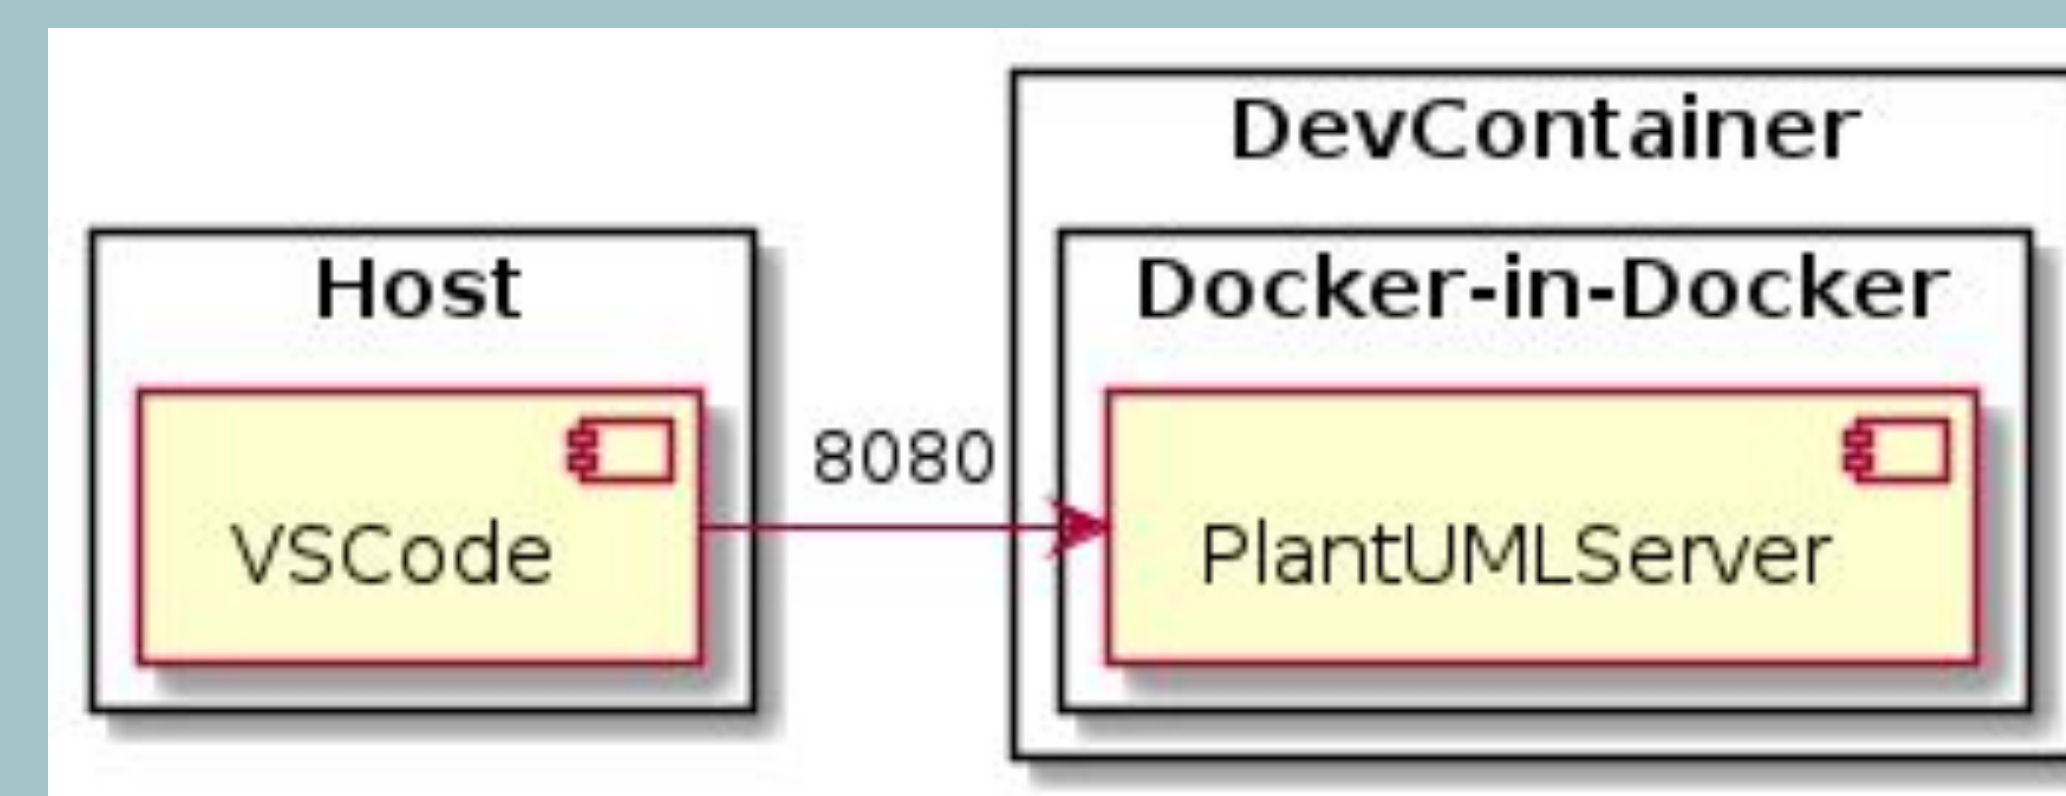 DevContainer
Host
Docker-in-Docker
8080
VSCode
PlantUMLServer